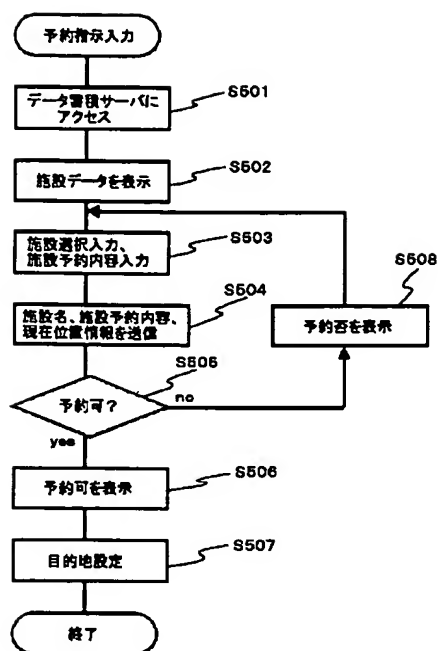 予約指示入力
S501
データ蓄積サーバに
アクセス
S502
施設データを表示
S503
施設選択入力、
施設予約内容入力
S504
施設名、施設予約内容、
現在位置情報を送信
S508
予約否を表示
S505
予約可?
no
yes
S506
予約可を表示
S507
目的地設定
終了